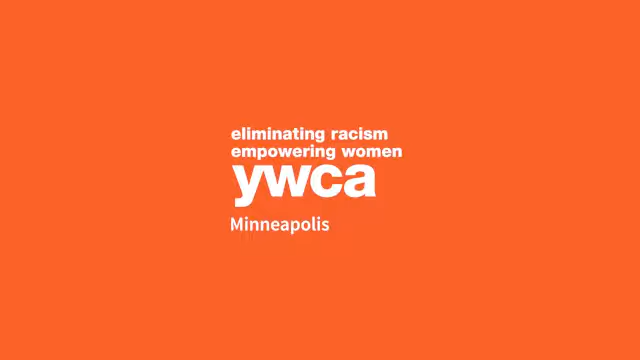 eliminating racism
empowering women
ywca
Minneapolis